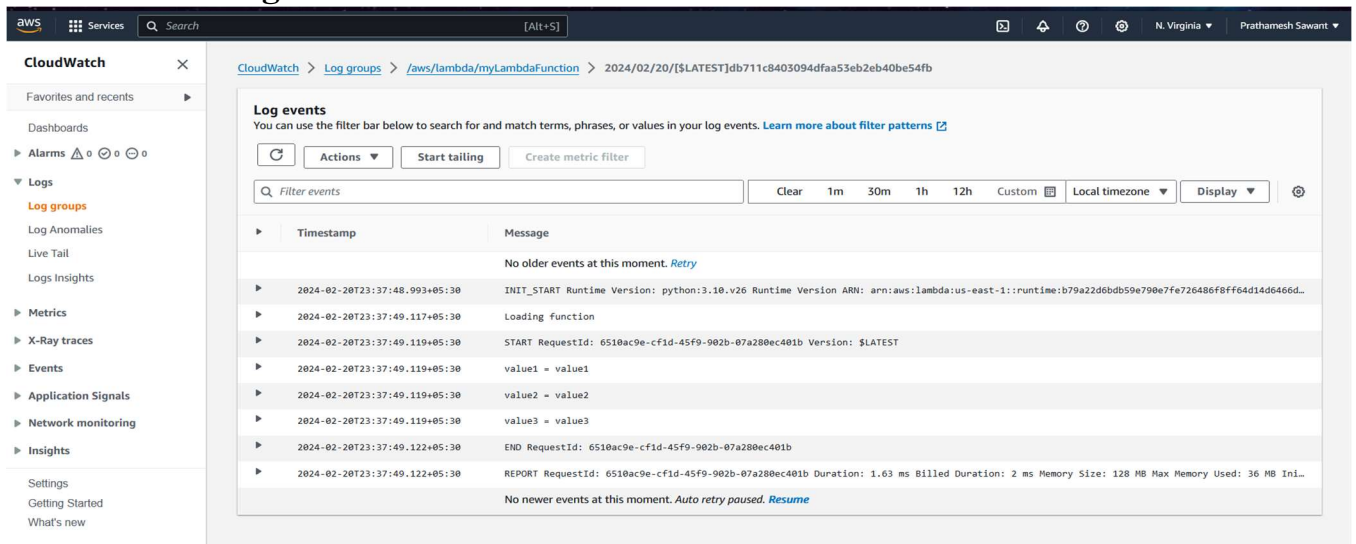 aws Services Search [Alt+S] N. Virginia Prathamesh Sawant
CloudWatch
Favorites and recents
Dashboards
Alarms 0 0 0
Logs
Log groups
Log Anomalies
Live Tail
Logs Insights
Metrics
X-Ray traces
Events
Application Signals
Network monitoring
Insights
Settings
Getting Started
What's new
CloudWatch > Log groups > /aws/lambda/myLambdaFunction > 2024/02/20/[$LATEST]db711c8403094dfaa53eb2eb40be54fb
Log events
You can use the filter bar below to search for and match terms, phrases, or values in your log events. Learn more about filter patterns
Actions Start tailing Create metric filter
Filter events Clear 1m 30m 1h 12h Custom Local timezone Display
Timestamp Message
No older events at this moment. Retry
2024-02-20T23:37:48.993+05:30 INIT_START Runtime Version: python:3.10.v26 Runtime Version ARN: arn:aws:lambda:us-east-1::runtime:b79a22d6bdb59e790e7fe726486f8ff64d14d6466d…
2024-02-20T23:37:49.117+05:30 Loading function
2024-02-20T23:37:49.119+05:30 START RequestId: 6510ac9e-cf1d-45f9-902b-07a280ec401b Version: $LATEST
2024-02-20T23:37:49.119+05:30 value1 = value1
2024-02-20T23:37:49.119+05:30 value2 = value2
2024-02-20T23:37:49.119+05:30 value3 = value3
2024-02-20T23:37:49.122+05:30 END RequestId: 6510ac9e-cf1d-45f9-902b-07a280ec401b
2024-02-20T23:37:49.122+05:30 REPORT RequestId: 6510ac9e-cf1d-45f9-902b-07a280ec401b Duration: 1.63 ms Billed Duration: 2 ms Memory Size: 128 MB Max Memory Used: 36 MB Ini…
No newer events at this moment. Auto retry paused. Resume